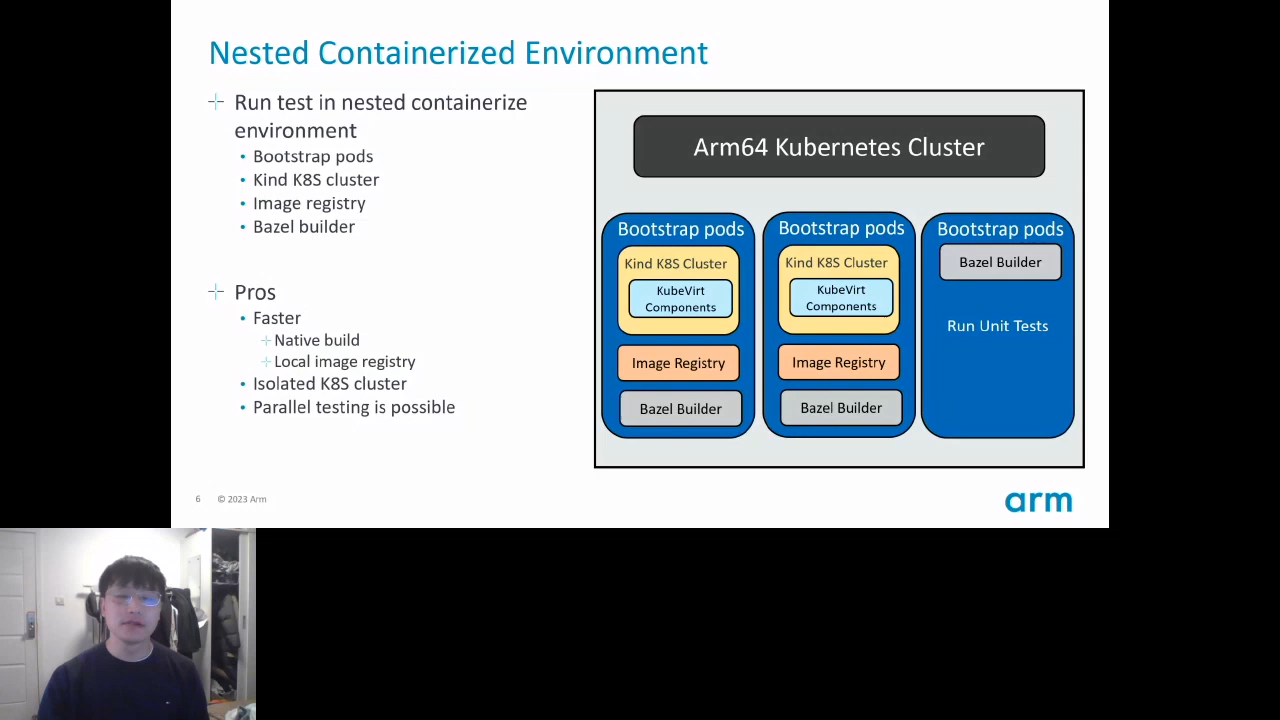 Nested Containerized Environment
Run test in nested containerize
environment
• Bootstrap pods
• Kind K8S cluster
• Image registry
• Bazel builder
Pros
• Faster
Native build
Local image registry
• Isolated K8S cluster
• Parallel testing is possible
Arm64 Kubernetes Cluster
Bootstrap pods
Kind K8S Cluster
KubeVirt
Components
Image Registry
Bazel Builder
Bootstrap pods
Kind K8S Cluster
KubeVirt
Components
Image Registry
Bazel Builder
Bootstrap pods
Bazel Builder
Run Unit Tests
6 © 2023 Arm
arm